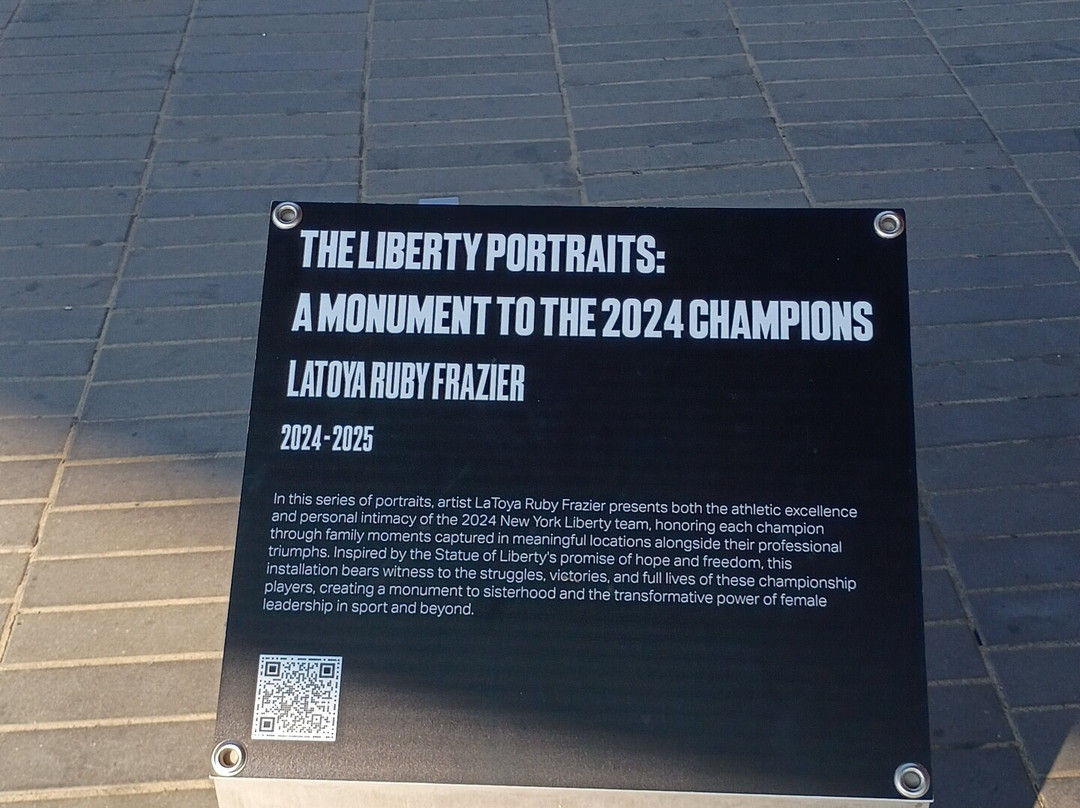 THE LIBERTY PORTRAITS:
A MONUMENT TO THE 2024 CHAMPIONS
LATOYA RUBY FRAZIER
2024-2025
In this series of portraits, artist LaToya Ruby Frazier presents both the athletic excellence
and personal intimacy of the 2024 New York Liberty team, honoring each champion
through family moments captured in meaningful locations alongside their professional
triumphs. Inspired by the Statue of Liberty's promise of hope and freedom, this
installation bears witness to the struggles, victories, and full lives of these championship
players, creating a monument to sisterhood and the transformative power of female
leadership in sport and beyond.